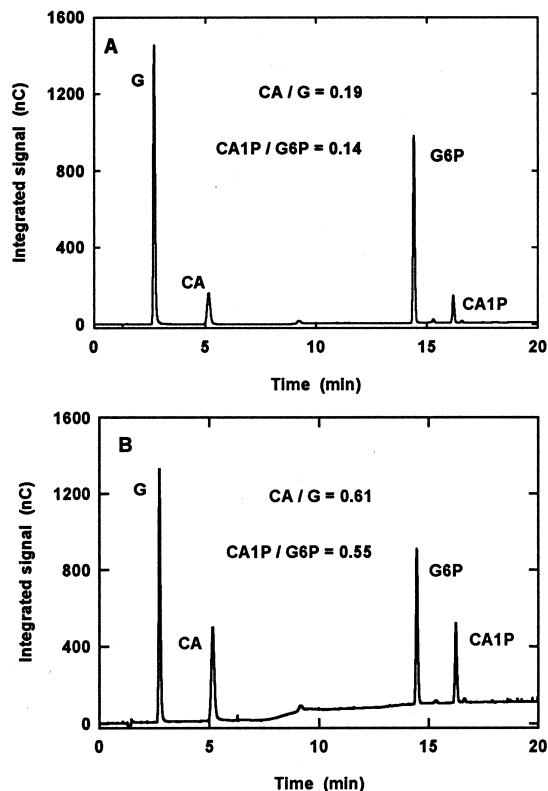 1600
A
G
1200
CA / G = 0.19
CA1P / G6P = 0.14
G6P
800
Integrated signal (nC)
400
CA
CA1P
0
0 5 10 15 20
Time (min)
1600
B
G
1200
CA / G = 0.61
CA1P / G6P = 0.55
G6P
800
Integrated signal (nC)
CA
CA1P
400
0
0 5 10 15 20
Time (min)